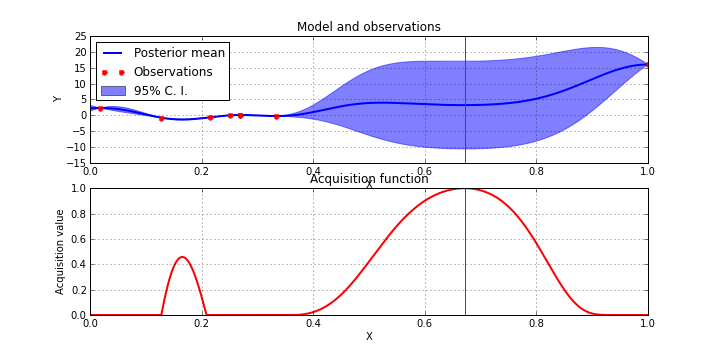 Model and observations
25
20
15
10
5
0
−5
−10
−15
Y
Posterior mean
Observations
95% C. I.
0.0 0.2 0.4 0.6 0.8 1.0
X
Acquisition function
1.0
0.8
0.6
0.4
0.2
0.0
Acquisition value
0.0 0.2 0.4 0.6 0.8 1.0
X